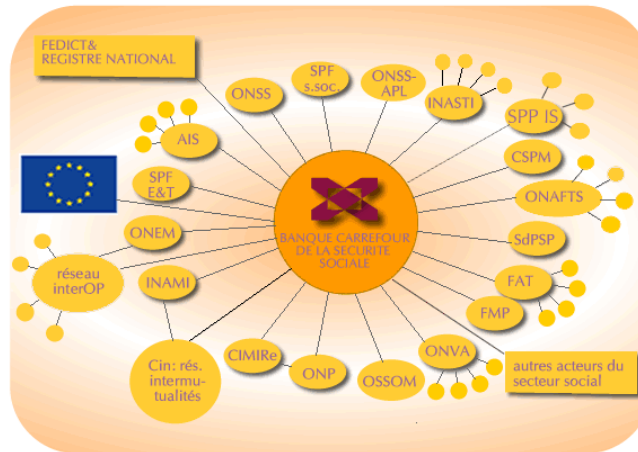 FEDICT&
REGISTRE NATIONAL
ONSS
SPF
s.soc.
ONSS-
APL
INASTI
SPP IS
AIS
CSPM
SPF
E&T
ONAFTS
ONEM
BANQUE CARREFOUR
DE LA SECURITE
SOCIALE
SdPSP
réseau
interOP
INAMI
FAT
FMP
Cin: rés.
intermu-
tualités
CIMIRe
ONP
OSSOM
ONVA
autres acteurs du
secteur social